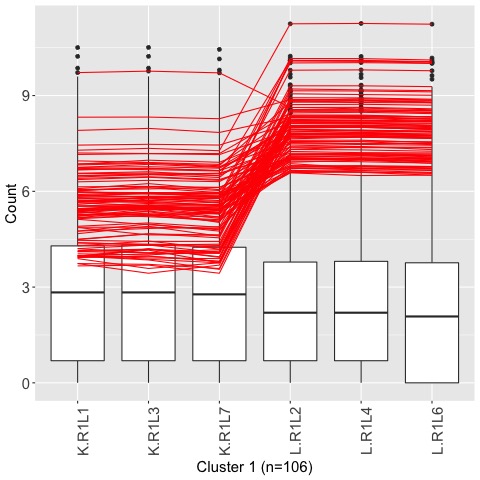 Count
9
6
3
0
K.R1L1
K.R1L3
K.R1L7
L.R1L2
L.R1L4
L.R1L6
Cluster 1 (n=106)